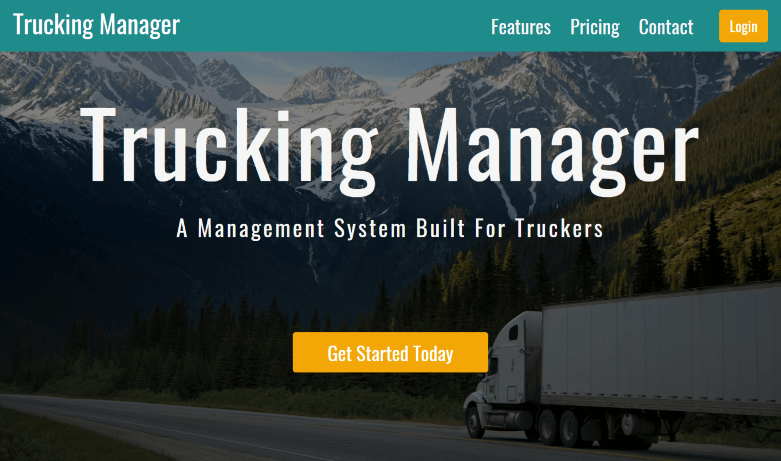 Trucking Manager
Features Pricing Contact Login
Trucking Manager
A Management System Built For Truckers
Get Started Today